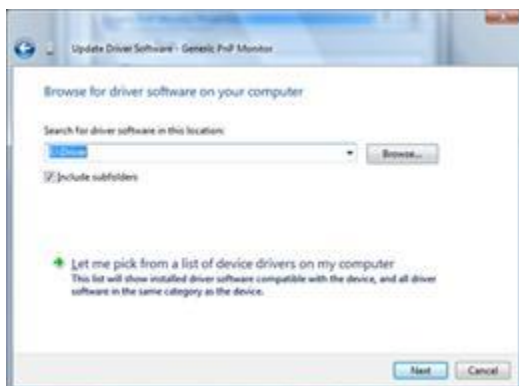 Update Driver Software - Generic PnP Monitor
Browse for driver software on your computer
Search for driver software in this location:
Browse...
Include subfolders
Let me pick from a list of device drivers on my computer
This list will show installed driver software compatible with the device, and all driver
software in the same category as the device.
Next Cancel